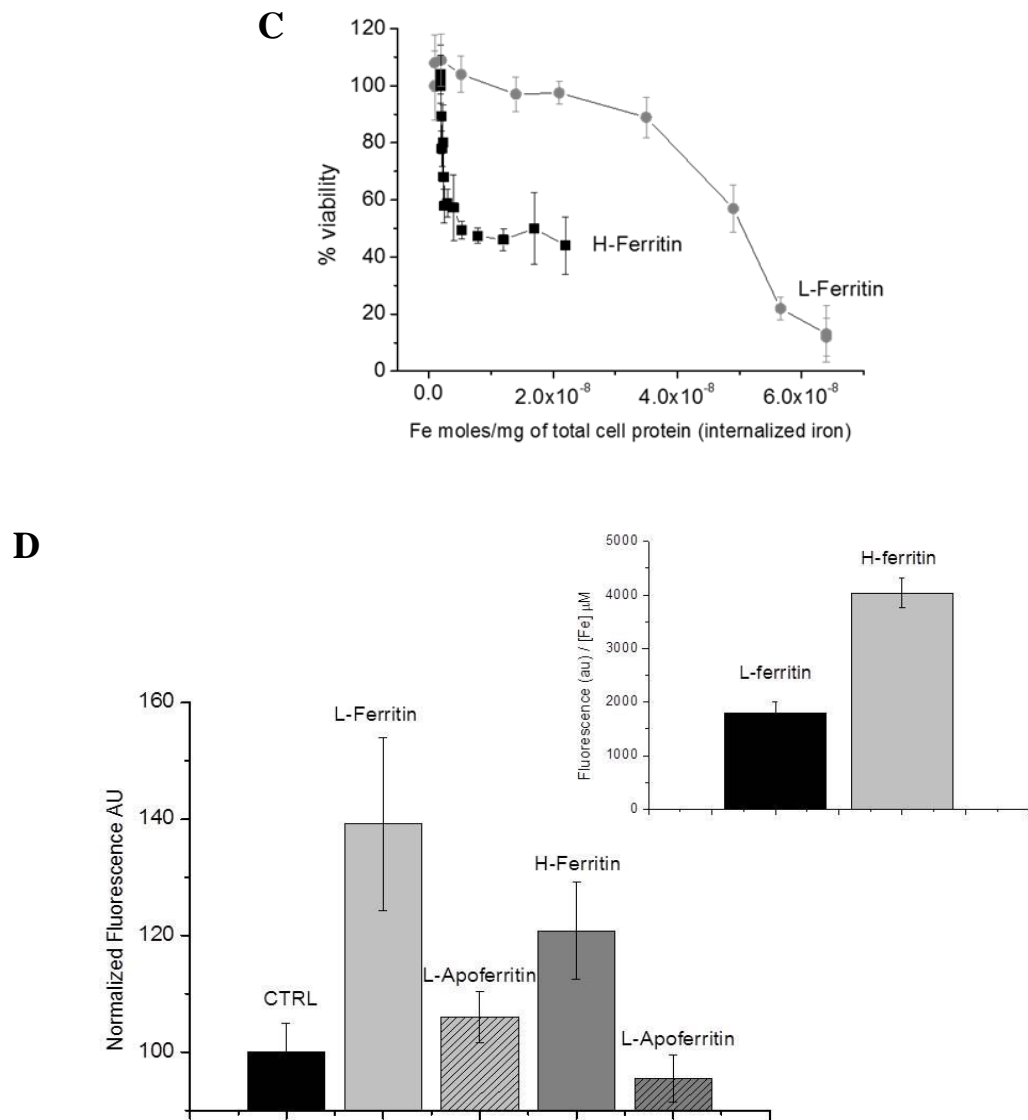 C
120
100
80
60
40
20
0
% viability
H-Ferritin
L-Ferritin
0.0
2.0x10⁻⁸
4.0x10⁻⁸
6.0x10⁻⁸
Fe moles/mg of total cell protein (internalized iron)
D
5000
4000
3000
2000
1000
0
Fluorescence (au) / [Fe] µM
H-ferritin
L-ferritin
160
140
120
100
Normalized Fluorescence AU
L-Ferritin
H-Ferritin
L-Apoferritin
CTRL
L-Apoferritin